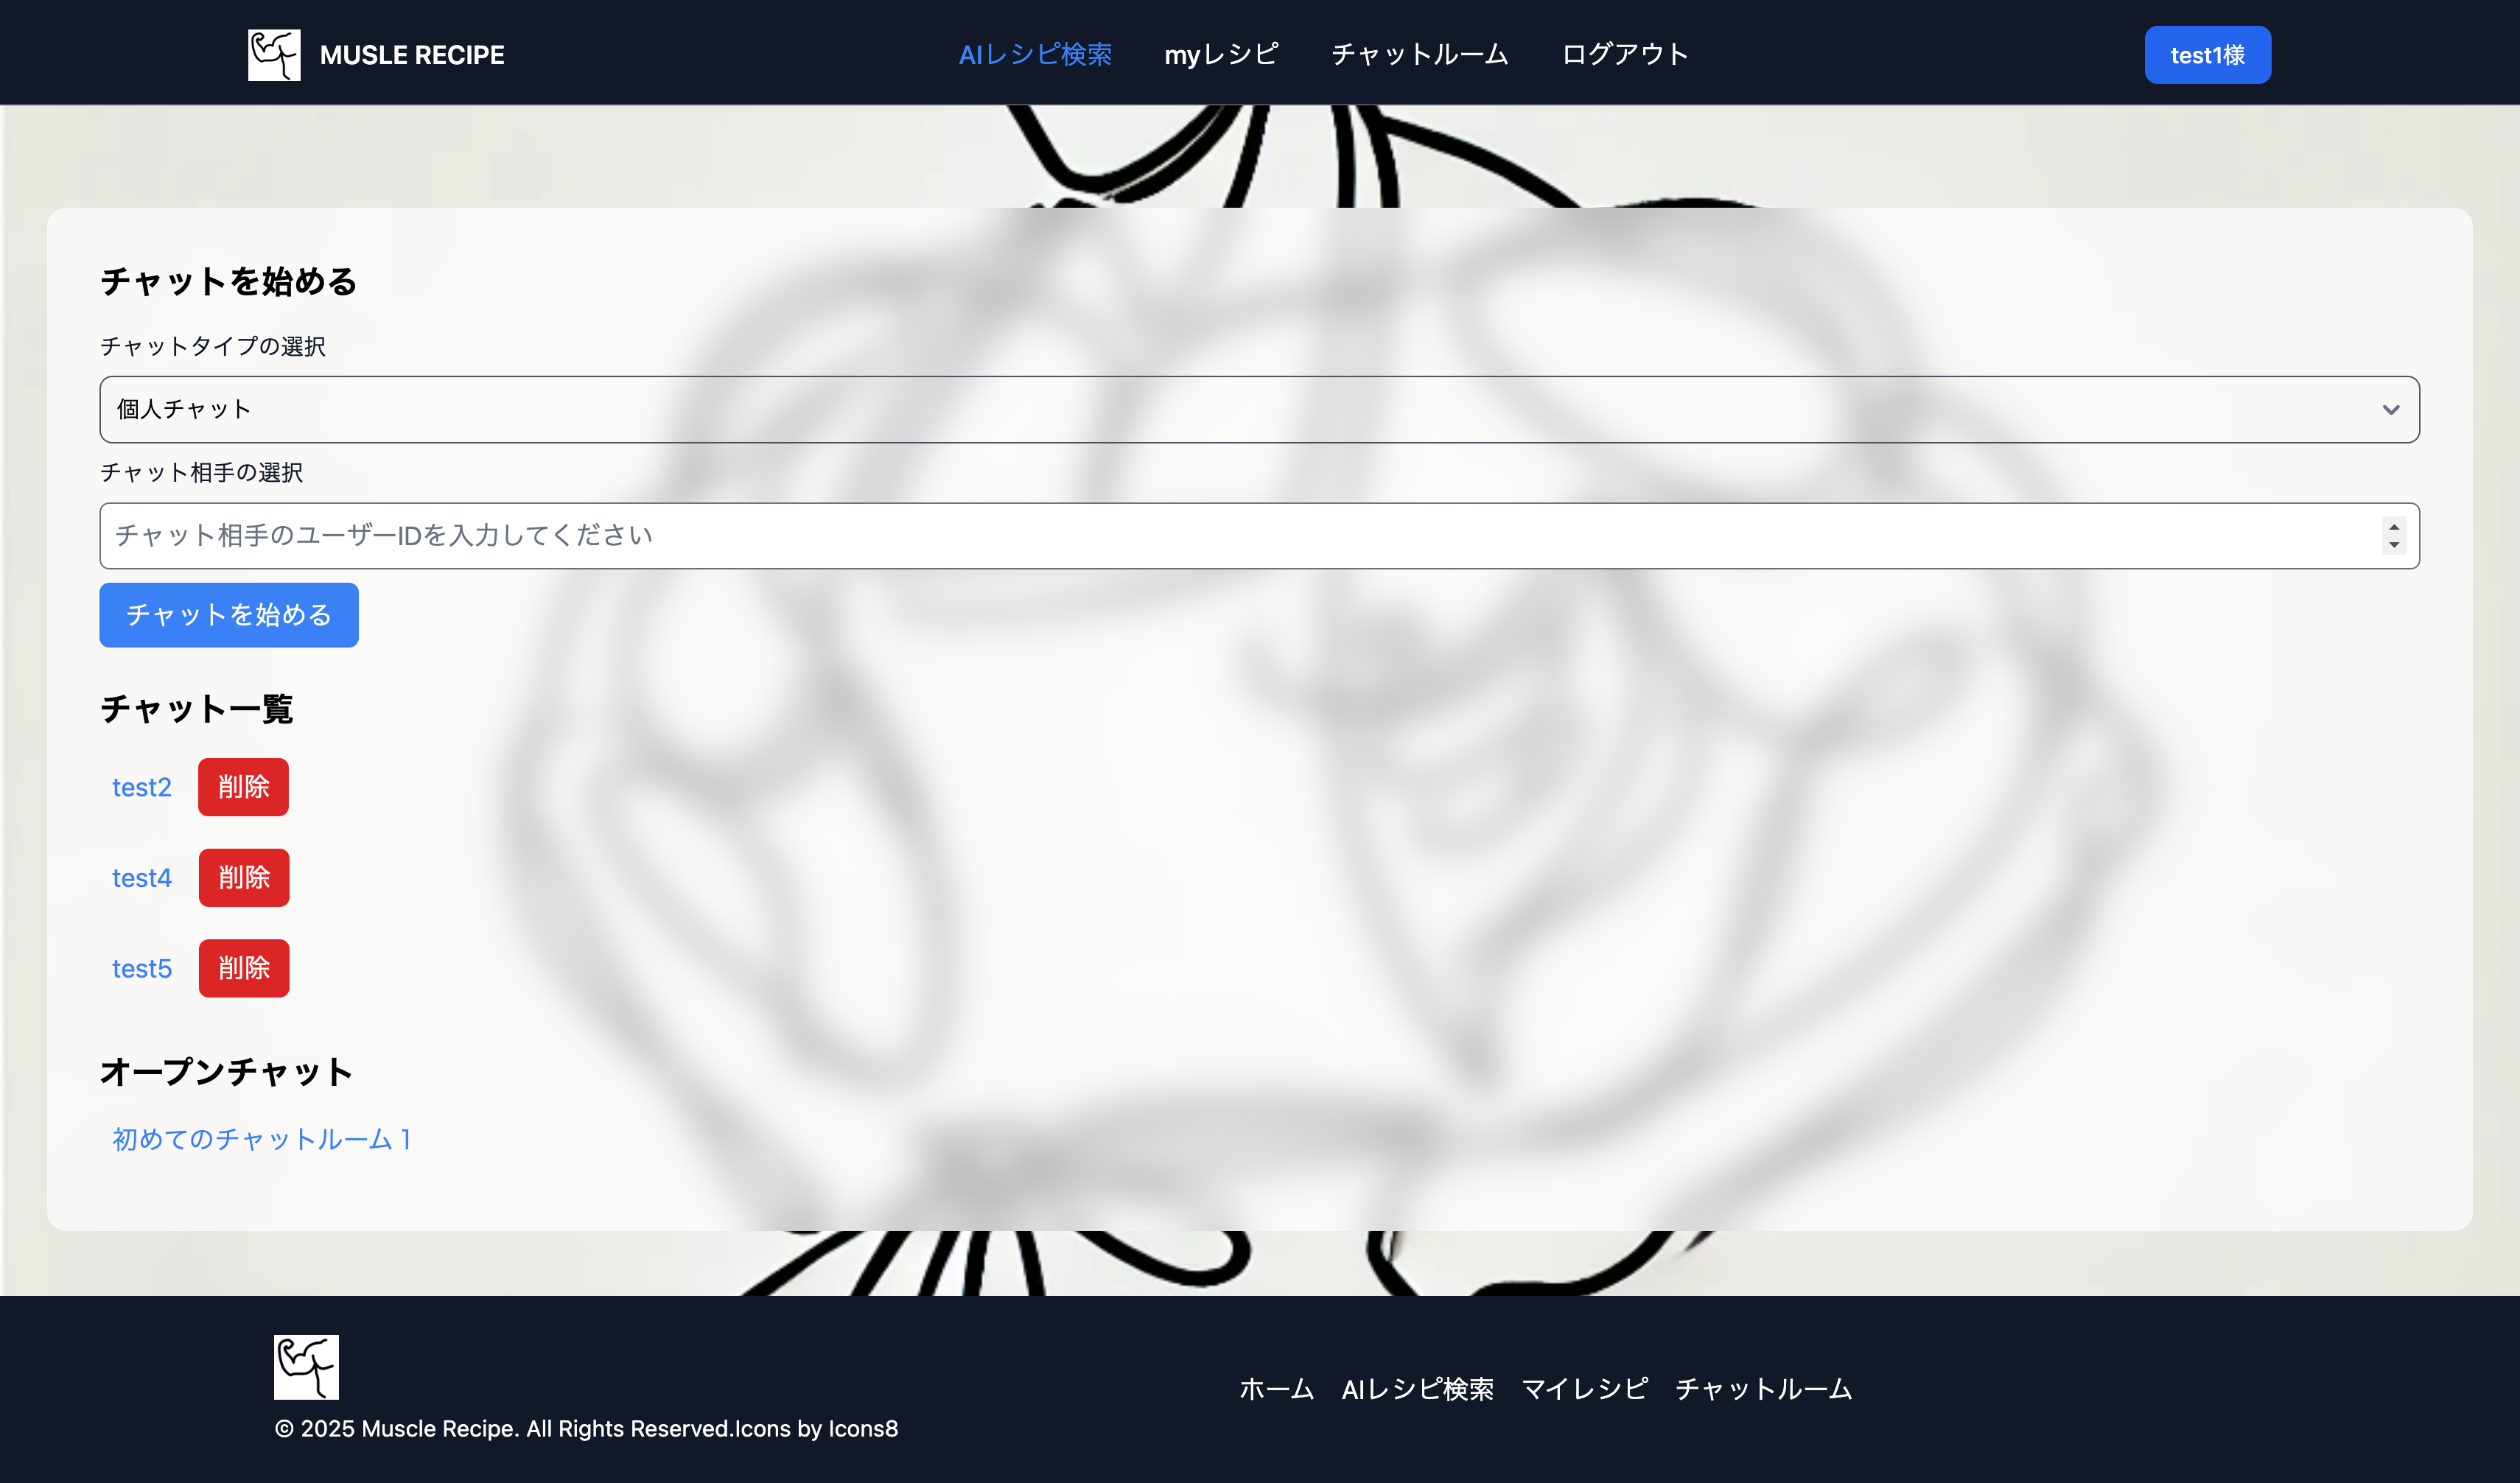 MUSLE RECIPE
AIレシピ検索 myレシピ チャットルーム ログアウト
test1様
チャットを始める
チャットタイプの選択
個人チャット
チャット相手の選択
チャット相手のユーザーIDを入力してください
チャットを始める
チャット一覧
test2 削除
test4 削除
test5 削除
オープンチャット
初めてのチャットルーム 1
ホーム AIレシピ検索 マイレシピ チャットルーム
© 2025 Muscle Recipe. All Rights Reserved.Icons by Icons8